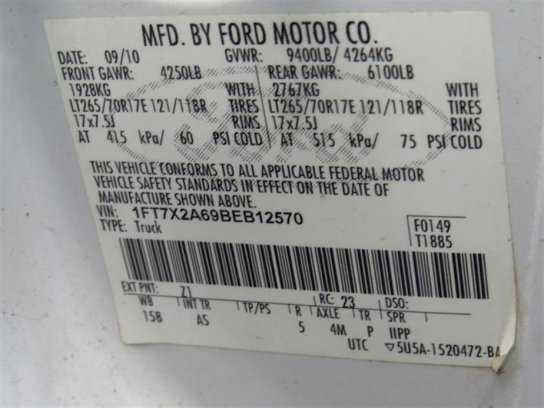 MFD. BY FORD MOTOR CO.
DATE: 09/10 GVWR: 9400LB/ 4264KG
FRONT GAWR: 4250LB REAR GAWR: 6100LB
1928KG WITH 2767KG WITH
LT265/70R17E 121/118R TIRES LT265/70R17E 121/118R TIRES
17x7.5J RIMS 17x7.5J RIMS
AT 415 kPa/ 60 PSI COLD AT 515 kPa/ 75 PSI COLD
THIS VEHICLE CONFORMS TO ALL APPLICABLE FEDERAL MOTOR
VEHICLE SAFETY STANDARDS IN EFFECT ON THE DATE OF
MANUFACTURE SHOWN ABOVE.
VIN: 1FT7X2A69BEB12570 F0149
TYPE: Truck T1885
EXT PNT: Z1 RC: 23 DSO:
WB INT TR TP/PS R AXLE TR SPR
158 AS 5 4M P IIPP
UTC ▽5U5A-1520472-BA